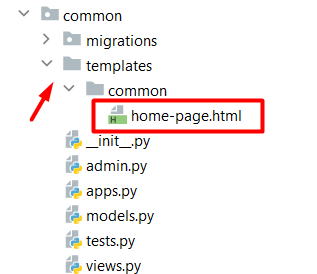 common
migrations
templates
common
home-page.html
__init__.py
admin.py
apps.py
models.py
tests.py
views.py